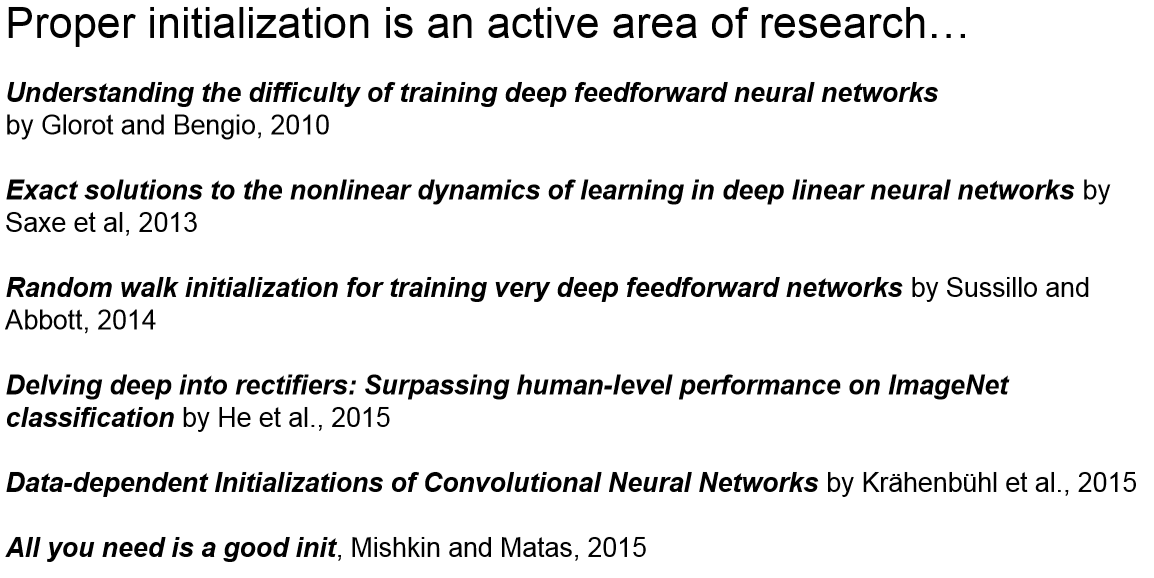 Proper initialization is an active area of research…
Understanding the difficulty of training deep feedforward neural networks
by Glorot and Bengio, 2010
Exact solutions to the nonlinear dynamics of learning in deep linear neural networks by
Saxe et al, 2013
Random walk initialization for training very deep feedforward networks by Sussillo and
Abbott, 2014
Delving deep into rectifiers: Surpassing human-level performance on ImageNet
classification by He et al., 2015
Data-dependent Initializations of Convolutional Neural Networks by Krähenbühl et al., 2015
All you need is a good init, Mishkin and Matas, 2015